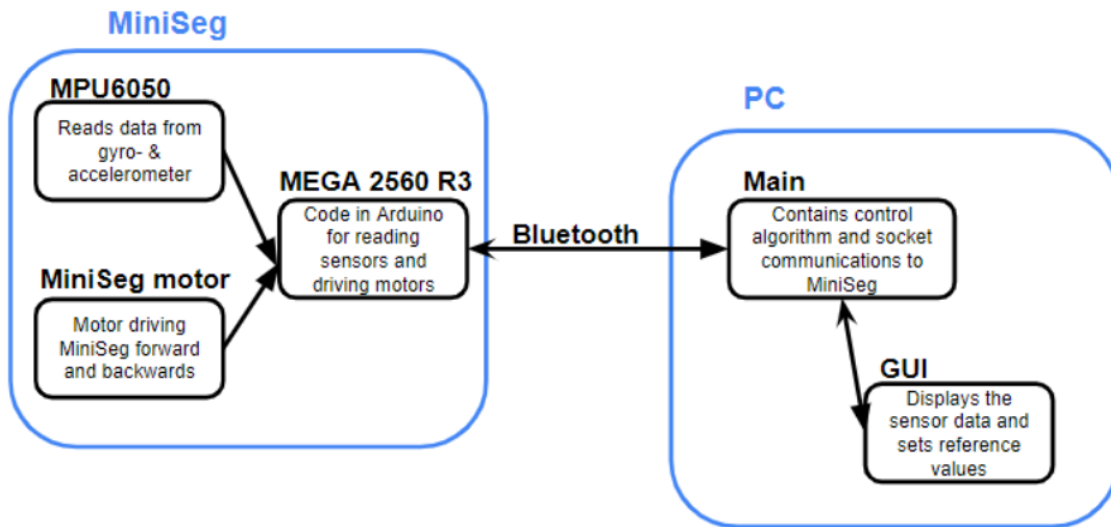 MiniSeg
MPU6050
Reads data from
gyro- &
accelerometer
MEGA 2560 R3
Code in Arduino
for reading
sensors and
driving motors
MiniSeg motor
Motor driving
MiniSeg forward
and backwards
Bluetooth
PC
Main
Contains control
algorithm and socket
communications to
MiniSeg
GUI
Displays the
sensor data and
sets reference
values